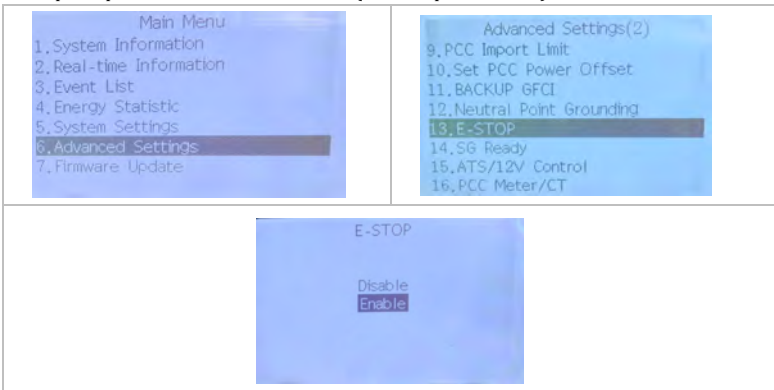 Main Menu
1.System Information
2.Real-time Information
3.Event List
4.Energy Statistic
5.System Settings
6.Advanced Settings
7.Firmware Update
Advanced Settings(2)
9.PCC Import Limit
10.Set PCC Power Offset
11.BACKUP GFCI
12.Neutral Point Grounding
13.E-STOP
14.SG Ready
15.ATS/12V Control
16.PCC Meter/CT
E-STOP
Disable
Enable